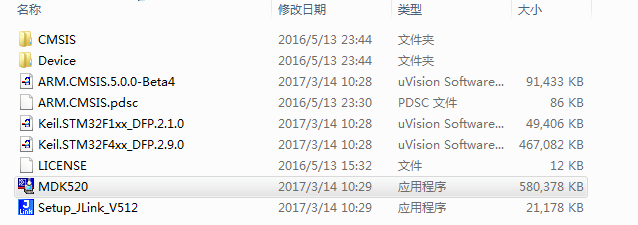 名称 修改日期 类型 大小
CMSIS 2016/5/13 23:44 文件夹
Device 2016/5/13 23:44 文件夹
ARM.CMSIS.5.0.0-Beta4 2017/3/14 10:28 uVision Software... 91,433 KB
ARM.CMSIS.pdsc 2016/5/13 23:30 PDSC 文件 86 KB
Keil.STM32F1xx_DFP.2.1.0 2017/3/14 10:28 uVision Software... 49,406 KB
Keil.STM32F4xx_DFP.2.9.0 2017/3/14 10:28 uVision Software... 467,082 KB
LICENSE 2016/5/13 15:32 文件 12 KB
MDK520 2017/3/14 10:29 应用程序 580,378 KB
Setup_JLink_V512 2017/3/14 10:29 应用程序 21,178 KB